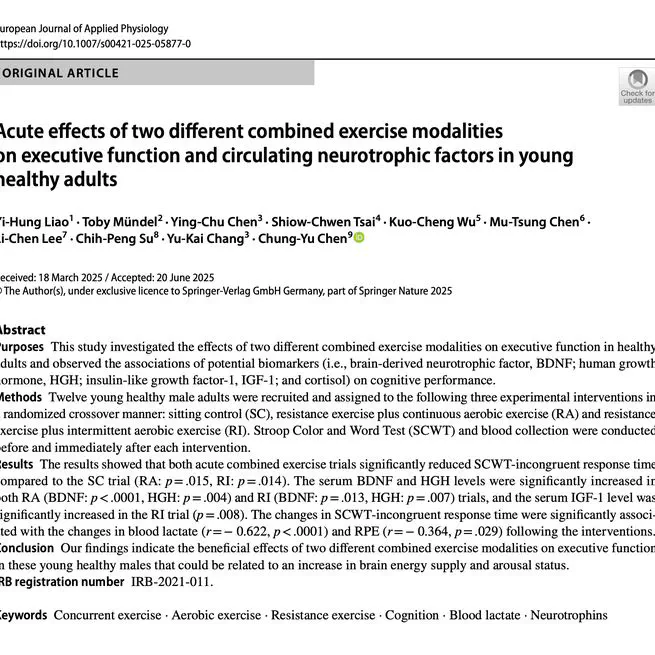 uropean Journal of Applied Physiology
ttps://doi.org/10.1007/s00421-025-05877-0
ORIGINAL ARTICLE
Check for
updates
Acute effects of two different combined exercise modalities
on executive function and circulating neurotrophic factors in young
healthy adults
Yi-Hung Liao1 · Toby Mündel2 · Ying-Chu Chen3 · Shiow-Chwen Tsai4 · Kuo-Cheng Wu5 · Mu-Tsung Chen6 ·
Li-Chen Lee7 · Chih-Peng Su8 · Yu-Kai Chang3 · Chung-Yu Chen9
eceived: 18 March 2025 / Accepted: 20 June 2025
© The Author(s), under exclusive licence to Springer-Verlag GmbH Germany, part of Springer Nature 2025
Abstract
Purposes This study investigated the effects of two different combined exercise modalities on executive function in healthy
adults and observed the associations of potential biomarkers (i.e., brain-derived neurotrophic factor, BDNF; human growth
hormone, HGH; insulin-like growth factor-1, IGF-1; and cortisol) on cognitive performance.
Methods Twelve young healthy male adults were recruited and assigned to the following three experimental interventions in
randomized crossover manner: sitting control (SC), resistance exercise plus continuous aerobic exercise (RA) and resistance
exercise plus intermittent aerobic exercise (RI). Stroop Color and Word Test (SCWT) and blood collection were conducted
before and immediately after each intervention.
Results The results showed that both acute combined exercise trials significantly reduced SCWT-incongruent response time
compared to the SC trial (RA: p=.015, RI: p=.014). The serum BDNF and HGH levels were significantly increased in
both RA (BDNF: p<.0001, HGH: p=.004) and RI (BDNF: p=.013, HGH: p=.007) trials, and the serum IGF-1 level was
significantly increased in the RI trial (p=.008). The changes in SCWT-incongruent response time were significantly associ-
ted with the changes in blood lactate (r=− 0.622, p<.0001) and RPE (r=− 0.364, p=.029) following the interventions.
Conclusion Our findings indicate the beneficial effects of two different combined exercise modalities on executive function
in these young healthy males that could be related to an increase in brain energy supply and arousal status.
IRB registration number IRB-2021-011.
Keywords Concurrent exercise · Aerobic exercise · Resistance exercise · Cognition · Blood lactate · Neurotrophins